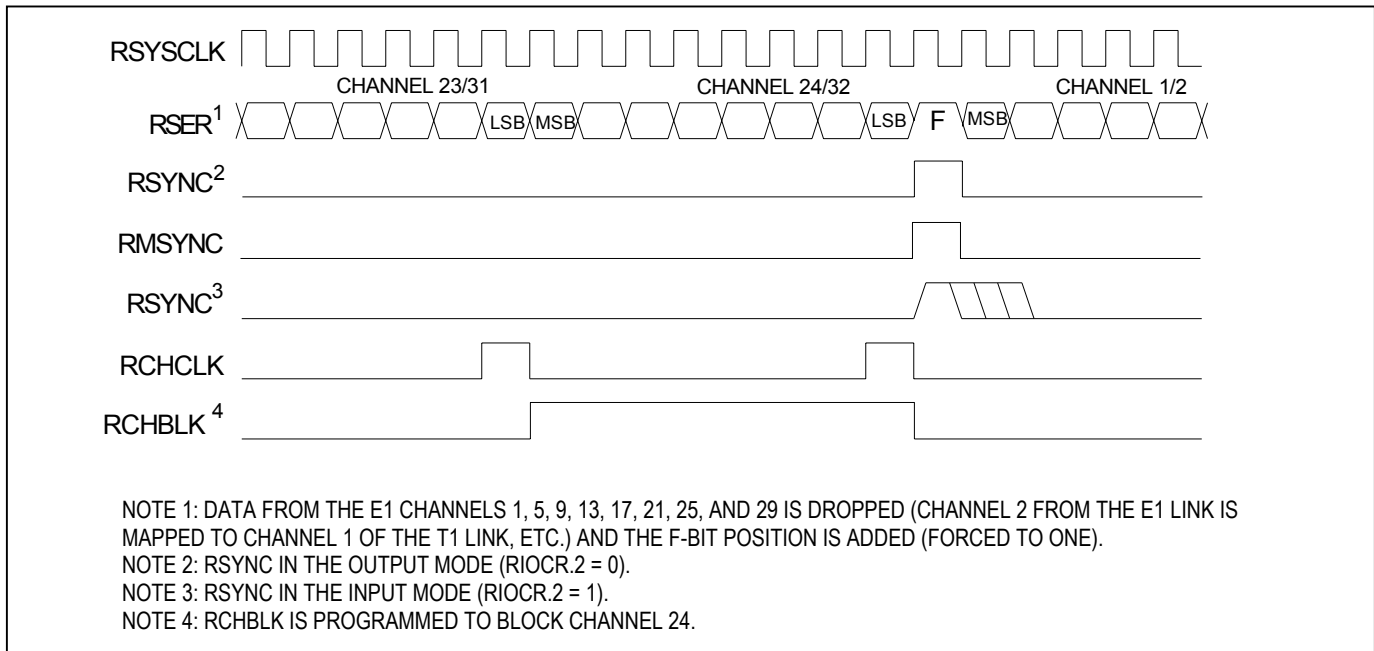 RSYSCLK
CHANNEL 23/31 CHANNEL 24/32 CHANNEL 1/2
RSER1 LSB MSB LSB F MSB
RSYNC2
RMSYNC
RSYNC3
RCHCLK
RCHBLK 4
NOTE 1: DATA FROM THE E1 CHANNELS 1, 5, 9, 13, 17, 21, 25, AND 29 IS DROPPED (CHANNEL 2 FROM THE E1 LINK IS
MAPPED TO CHANNEL 1 OF THE T1 LINK, ETC.) AND THE F-BIT POSITION IS ADDED (FORCED TO ONE).
NOTE 2: RSYNC IN THE OUTPUT MODE (RIOCR.2 = 0).
NOTE 3: RSYNC IN THE INPUT MODE (RIOCR.2 = 1).
NOTE 4: RCHBLK IS PROGRAMMED TO BLOCK CHANNEL 24.